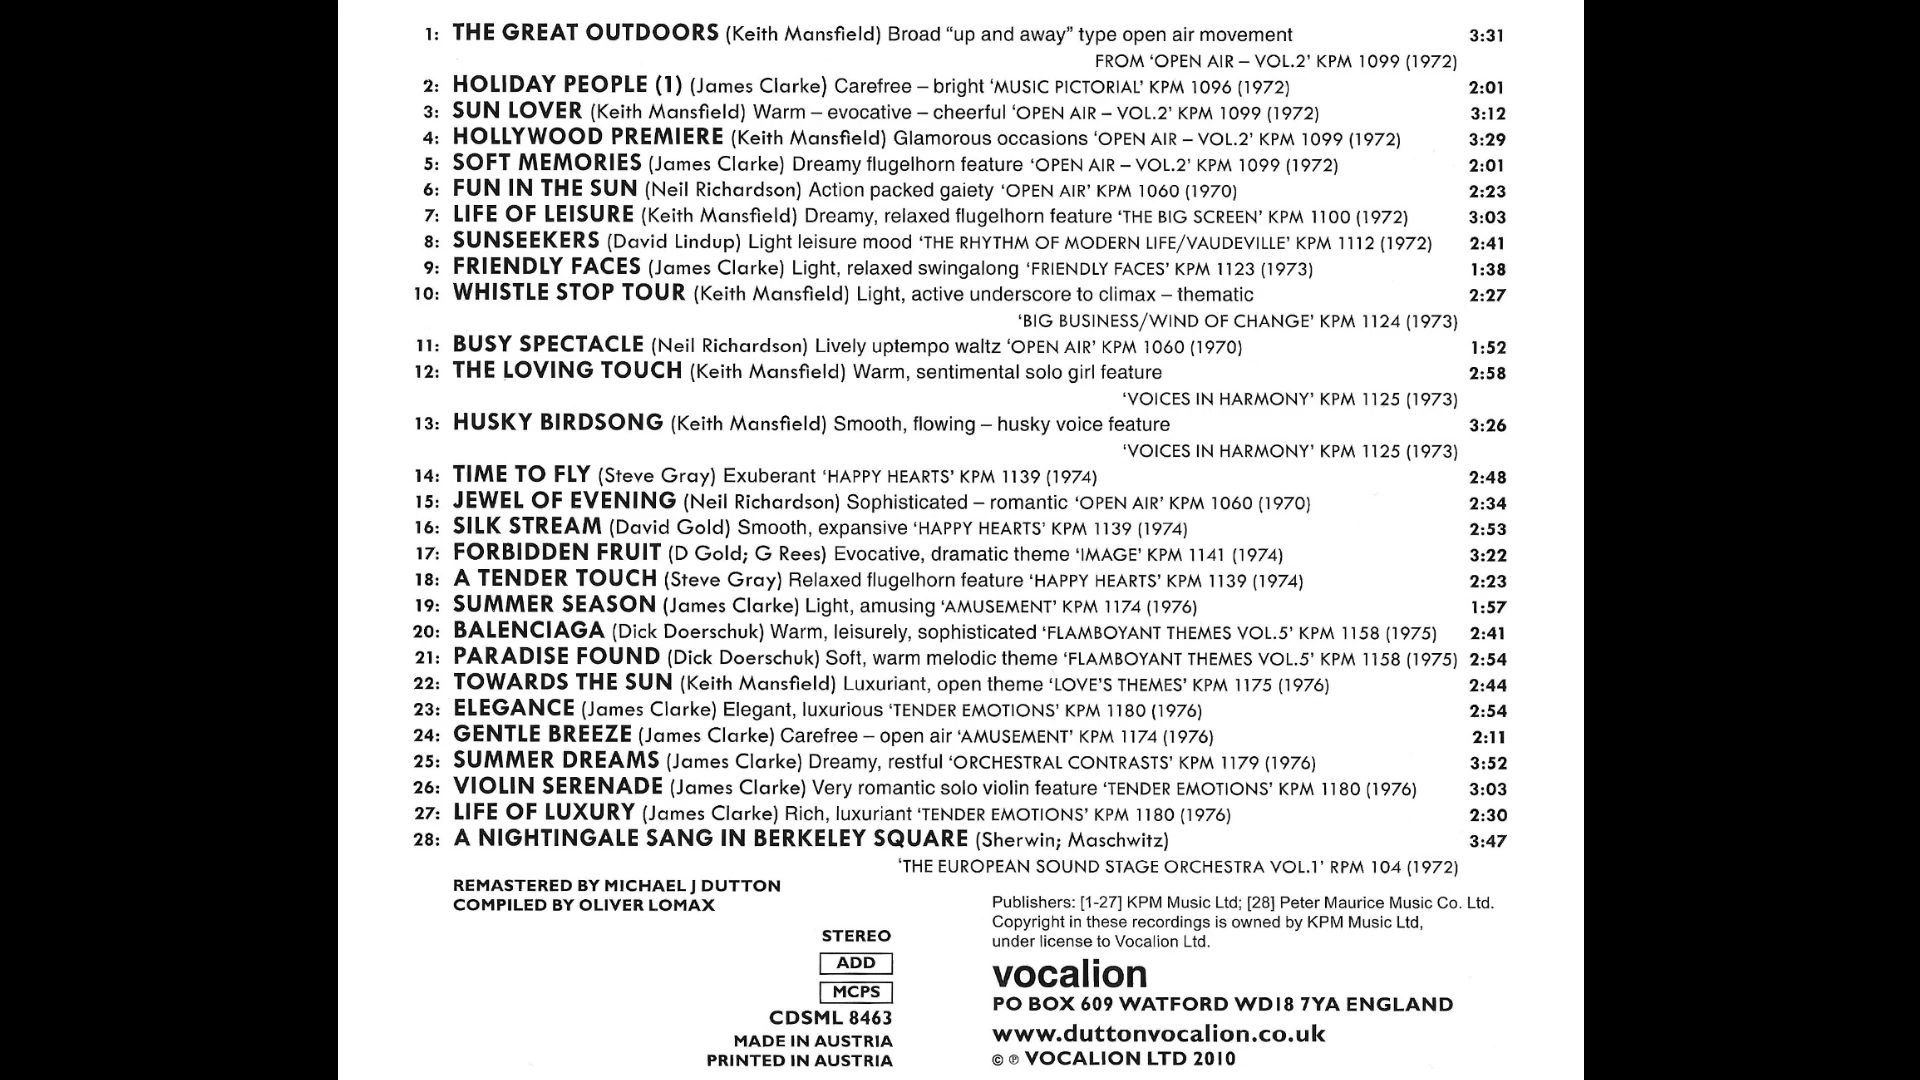 1: THE GREAT OUTDOORS (Keith Mansfield) Broad “up and away” type open air movement 3:31
FROM ‘OPEN AIR – VOL.2’ KPM 1099 (1972)
2: HOLIDAY PEOPLE (1) (James Clarke) Carefree – bright ‘MUSIC PICTORIAL’ KPM 1096 (1972) 2:01
3: SUN LOVER (Keith Mansfield) Warm – evocative – cheerful ‘OPEN AIR – VOL.2’ KPM 1099 (1972) 3:12
4: HOLLYWOOD PREMIERE (Keith Mansfield) Glamorous occasions ‘OPEN AIR – VOL.2’ KPM 1099 (1972) 3:29
5: SOFT MEMORIES (James Clarke) Dreamy flugelhorn feature ‘OPEN AIR – VOL.2’ KPM 1099 (1972) 2:01
6: FUN IN THE SUN (Neil Richardson) Action packed gaiety ‘OPEN AIR’ KPM 1060 (1970) 2:23
7: LIFE OF LEISURE (Keith Mansfield) Dreamy, relaxed flugelhorn feature ‘THE BIG SCREEN’ KPM 1100 (1972) 3:03
8: SUNSEEKERS (David Lindup) Light leisure mood ‘THE RHYTHM OF MODERN LIFE/VAUDEVILLE’ KPM 1112 (1972) 2:41
9: FRIENDLY FACES (James Clarke) Light, relaxed swingalong ‘FRIENDLY FACES’ KPM 1123 (1973) 1:38
10: WHISTLE STOP TOUR (Keith Mansfield) Light, active underscore to climax – thematic 2:27
‘BIG BUSINESS/WIND OF CHANGE’ KPM 1124 (1973)
11: BUSY SPECTACLE (Neil Richardson) Lively uptempo waltz ‘OPEN AIR’ KPM 1060 (1970) 1:52
12: THE LOVING TOUCH (Keith Mansfield) Warm, sentimental solo girl feature 2:58
‘VOICES IN HARMONY’ KPM 1125 (1973)
13: HUSKY BIRDSONG (Keith Mansfield) Smooth, flowing – husky voice feature 3:26
‘VOICES IN HARMONY’ KPM 1125 (1973)
14: TIME TO FLY (Steve Gray) Exuberant ‘HAPPY HEARTS’ KPM 1139 (1974) 2:48
15: JEWEL OF EVENING (Neil Richardson) Sophisticated – romantic ‘OPEN AIR’ KPM 1060 (1970) 2:34
16: SILK STREAM (David Gold) Smooth, expansive ‘HAPPY HEARTS’ KPM 1139 (1974) 2:53
17: FORBIDDEN FRUIT (D Gold; G Rees) Evocative, dramatic theme ‘IMAGE’ KPM 1141 (1974) 3:22
18: A TENDER TOUCH (Steve Gray) Relaxed flugelhorn feature ‘HAPPY HEARTS’ KPM 1139 (1974) 2:23
19: SUMMER SEASON (James Clarke) Light, amusing ‘AMUSEMENT’ KPM 1174 (1976) 1:57
20: BALENCIAGA (Dick Doerschuk) Warm, leisurely, sophisticated ‘FLAMBOYANT THEMES VOL.5’ KPM 1158 (1975) 2:41
21: PARADISE FOUND (Dick Doerschuk) Soft, warm melodic theme ‘FLAMBOYANT THEMES VOL.5’ KPM 1158 (1975) 2:54
22: TOWARDS THE SUN (Keith Mansfield) Luxuriant, open theme ‘LOVE’S THEMES’ KPM 1175 (1976) 2:44
23: ELEGANCE (James Clarke) Elegant, luxurious ‘TENDER EMOTIONS’ KPM 1180 (1976) 2:54
24: GENTLE BREEZE (James Clarke) Carefree – open air ‘AMUSEMENT’ KPM 1174 (1976) 2:11
25: SUMMER DREAMS (James Clarke) Dreamy, restful ‘ORCHESTRAL CONTRASTS’ KPM 1179 (1976) 3:52
26: VIOLIN SERENADE (James Clarke) Very romantic solo violin feature ‘TENDER EMOTIONS’ KPM 1180 (1976) 3:03
27: LIFE OF LUXURY (James Clarke) Rich, luxuriant ‘TENDER EMOTIONS’ KPM 1180 (1976) 2:30
28: A NIGHTINGALE SANG IN BERKELEY SQUARE (Sherwin; Maschwitz) 3:47
‘THE EUROPEAN SOUND STAGE ORCHESTRA VOL.1’ RPM 104 (1972)
REMASTERED BY MICHAEL J DUTTON
COMPILED BY OLIVER LOMAX
STEREO
ADD
MCPS
CDSML 8463
MADE IN AUSTRIA
PRINTED IN AUSTRIA
Publishers: [1-27] KPM Music Ltd; [28] Peter Maurice Music Co. Ltd.
Copyright in these recordings is owned by KPM Music Ltd,
under license to Vocalion Ltd.
vocalion
PO BOX 609 WATFORD WD18 7YA ENGLAND
www.duttonvocalion.co.uk
© ℗ VOCALION LTD 2010